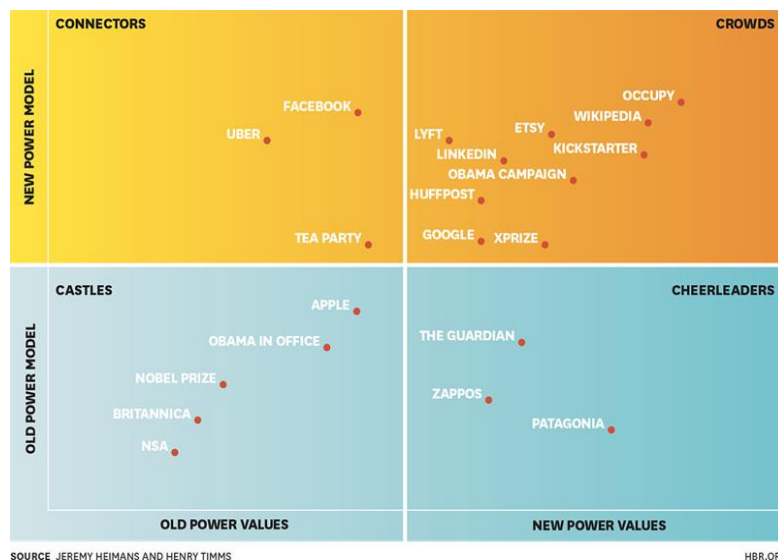 CONNECTORS
CROWDS
NEW POWER MODEL
FACEBOOK
UBER
TEA PARTY
OCCUPY
WIKIPEDIA
ETSY
LYFT
KICKSTARTER
LINKEDIN
OBAMA CAMPAIGN
HUFFPOST
GOOGLE
XPRIZE
CASTLES
CHEERLEADERS
OLD POWER MODEL
APPLE
OBAMA IN OFFICE
NOBEL PRIZE
BRITANNICA
NSA
THE GUARDIAN
ZAPPOS
PATAGONIA
OLD POWER VALUES
NEW POWER VALUES
SOURCE JEREMY HEIMANS AND HENRY TIMMS
HBR.OR